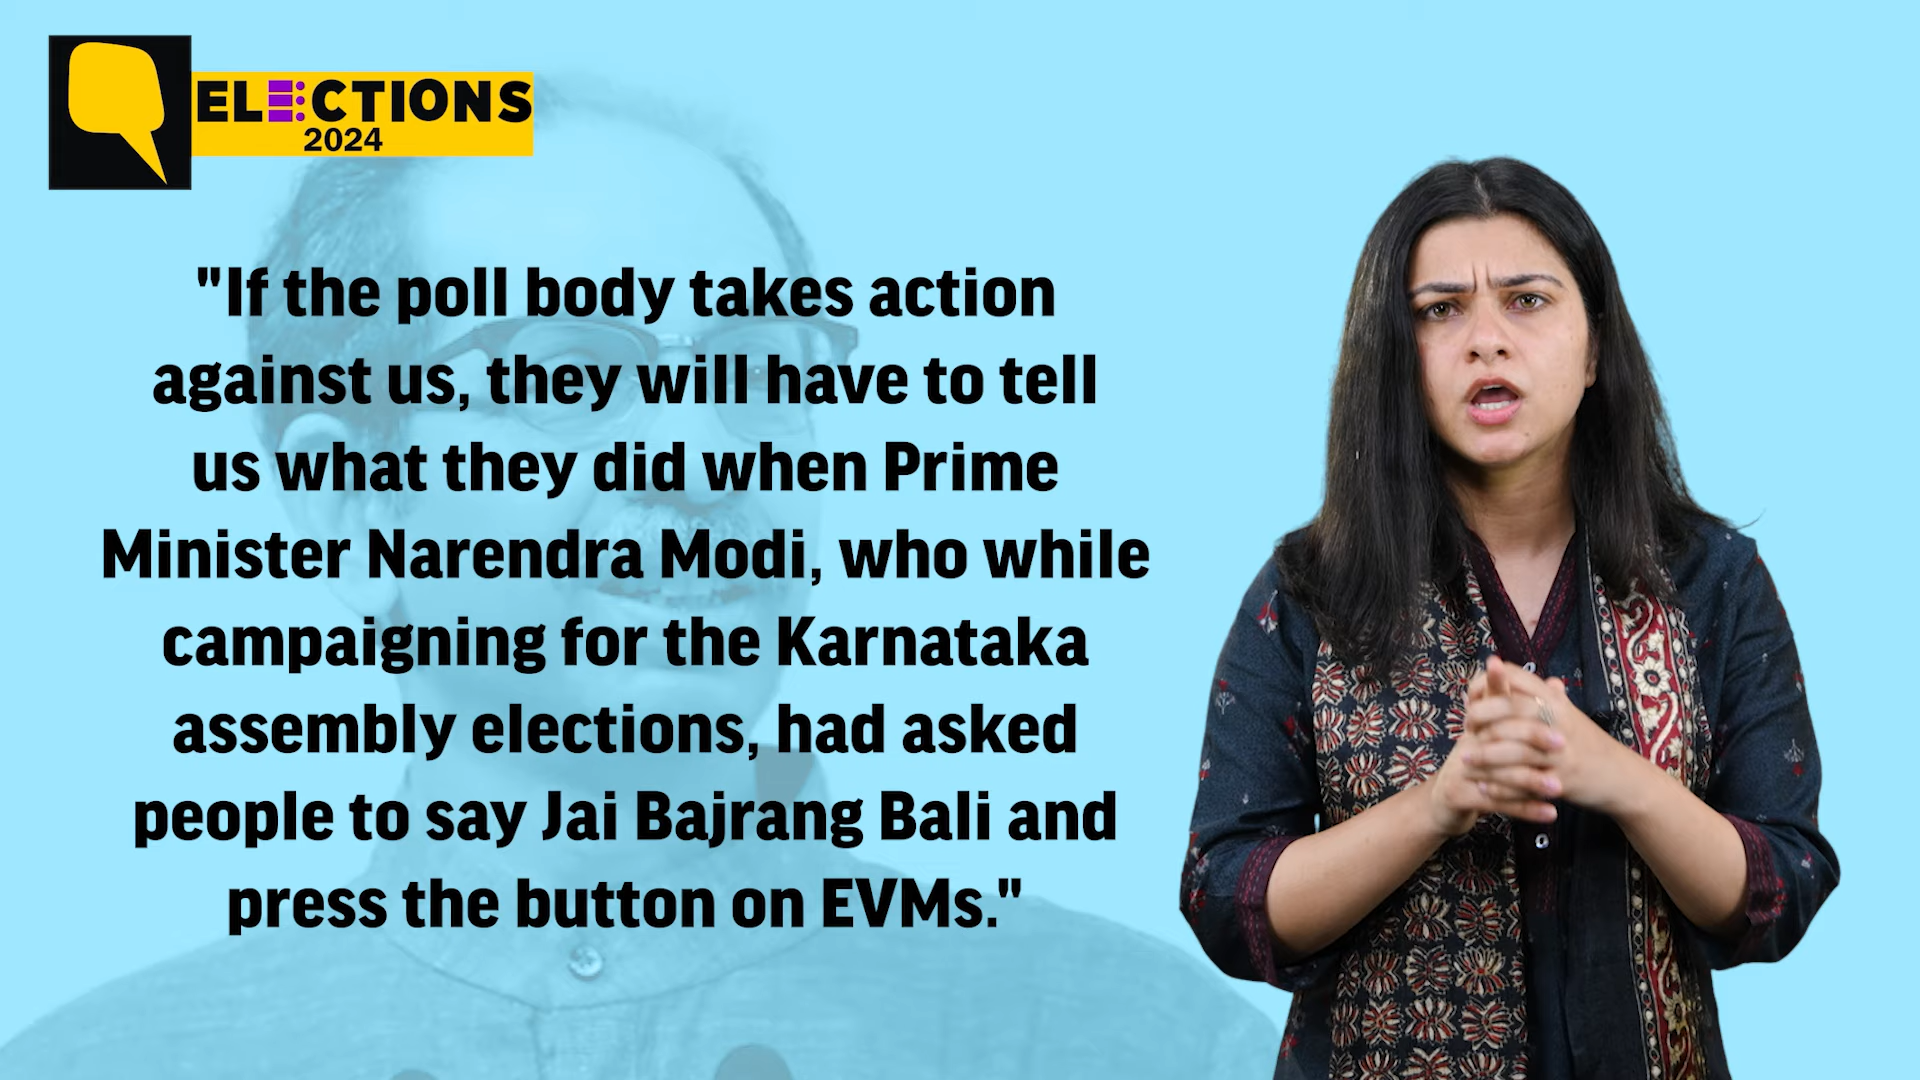 ELECTIONS
2024
"If the poll body takes action
against us, they will have to tell
us what they did when Prime
Minister Narendra Modi, who while
campaigning for the Karnataka
assembly elections, had asked
people to say Jai Bajrang Bali and
press the button on EVMs."